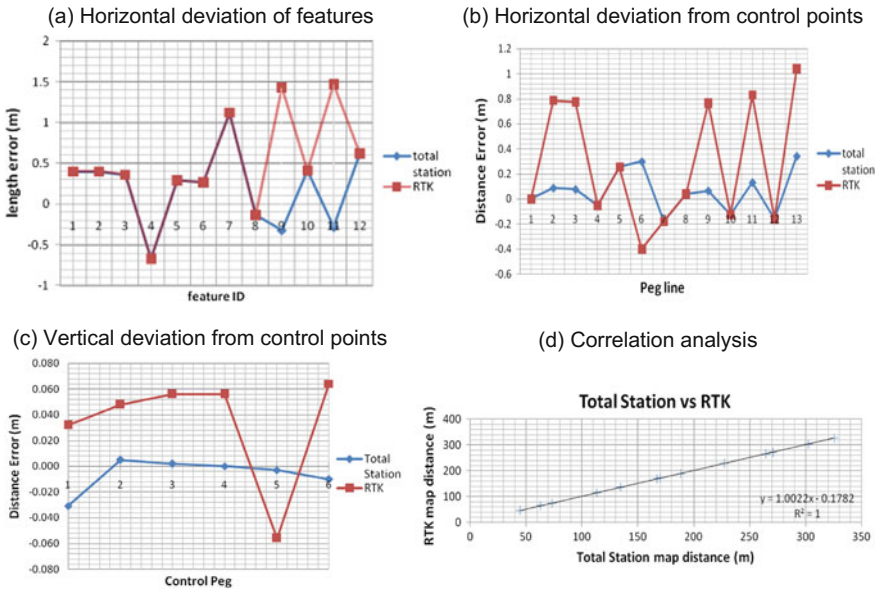 (a) Horizontal deviation of features
2
1.5
1
0.5
0
-0.5
-1
length error (m)
1 2 3 4 5 6 7 8 9 10 11 12
feature ID
total
station
RTK
(b) Horizontal deviation from control points
1.2
1
0.8
0.6
0.4
0.2
0
-0.2
-0.4
-0.6
Distance Error (m)
1 2 3 4 5 6 7 8 9 10 11 12 13
Peg line
total
station
RTK
(c) Vertical deviation from control points
0.080
0.060
0.040
0.020
0.000
-0.020
-0.040
-0.060
-0.080
Distance Error (m)
1 2 3 4 5 6
Control Peg
Total
Station
RTK
(d) Correlation analysis
Total Station vs RTK
400
300
200
100
0
RTK map distance (m)
y = 1.0022x - 0.1782
R² = 1
0 50 100 150 200 250 300 350
Total Station map distance (m)